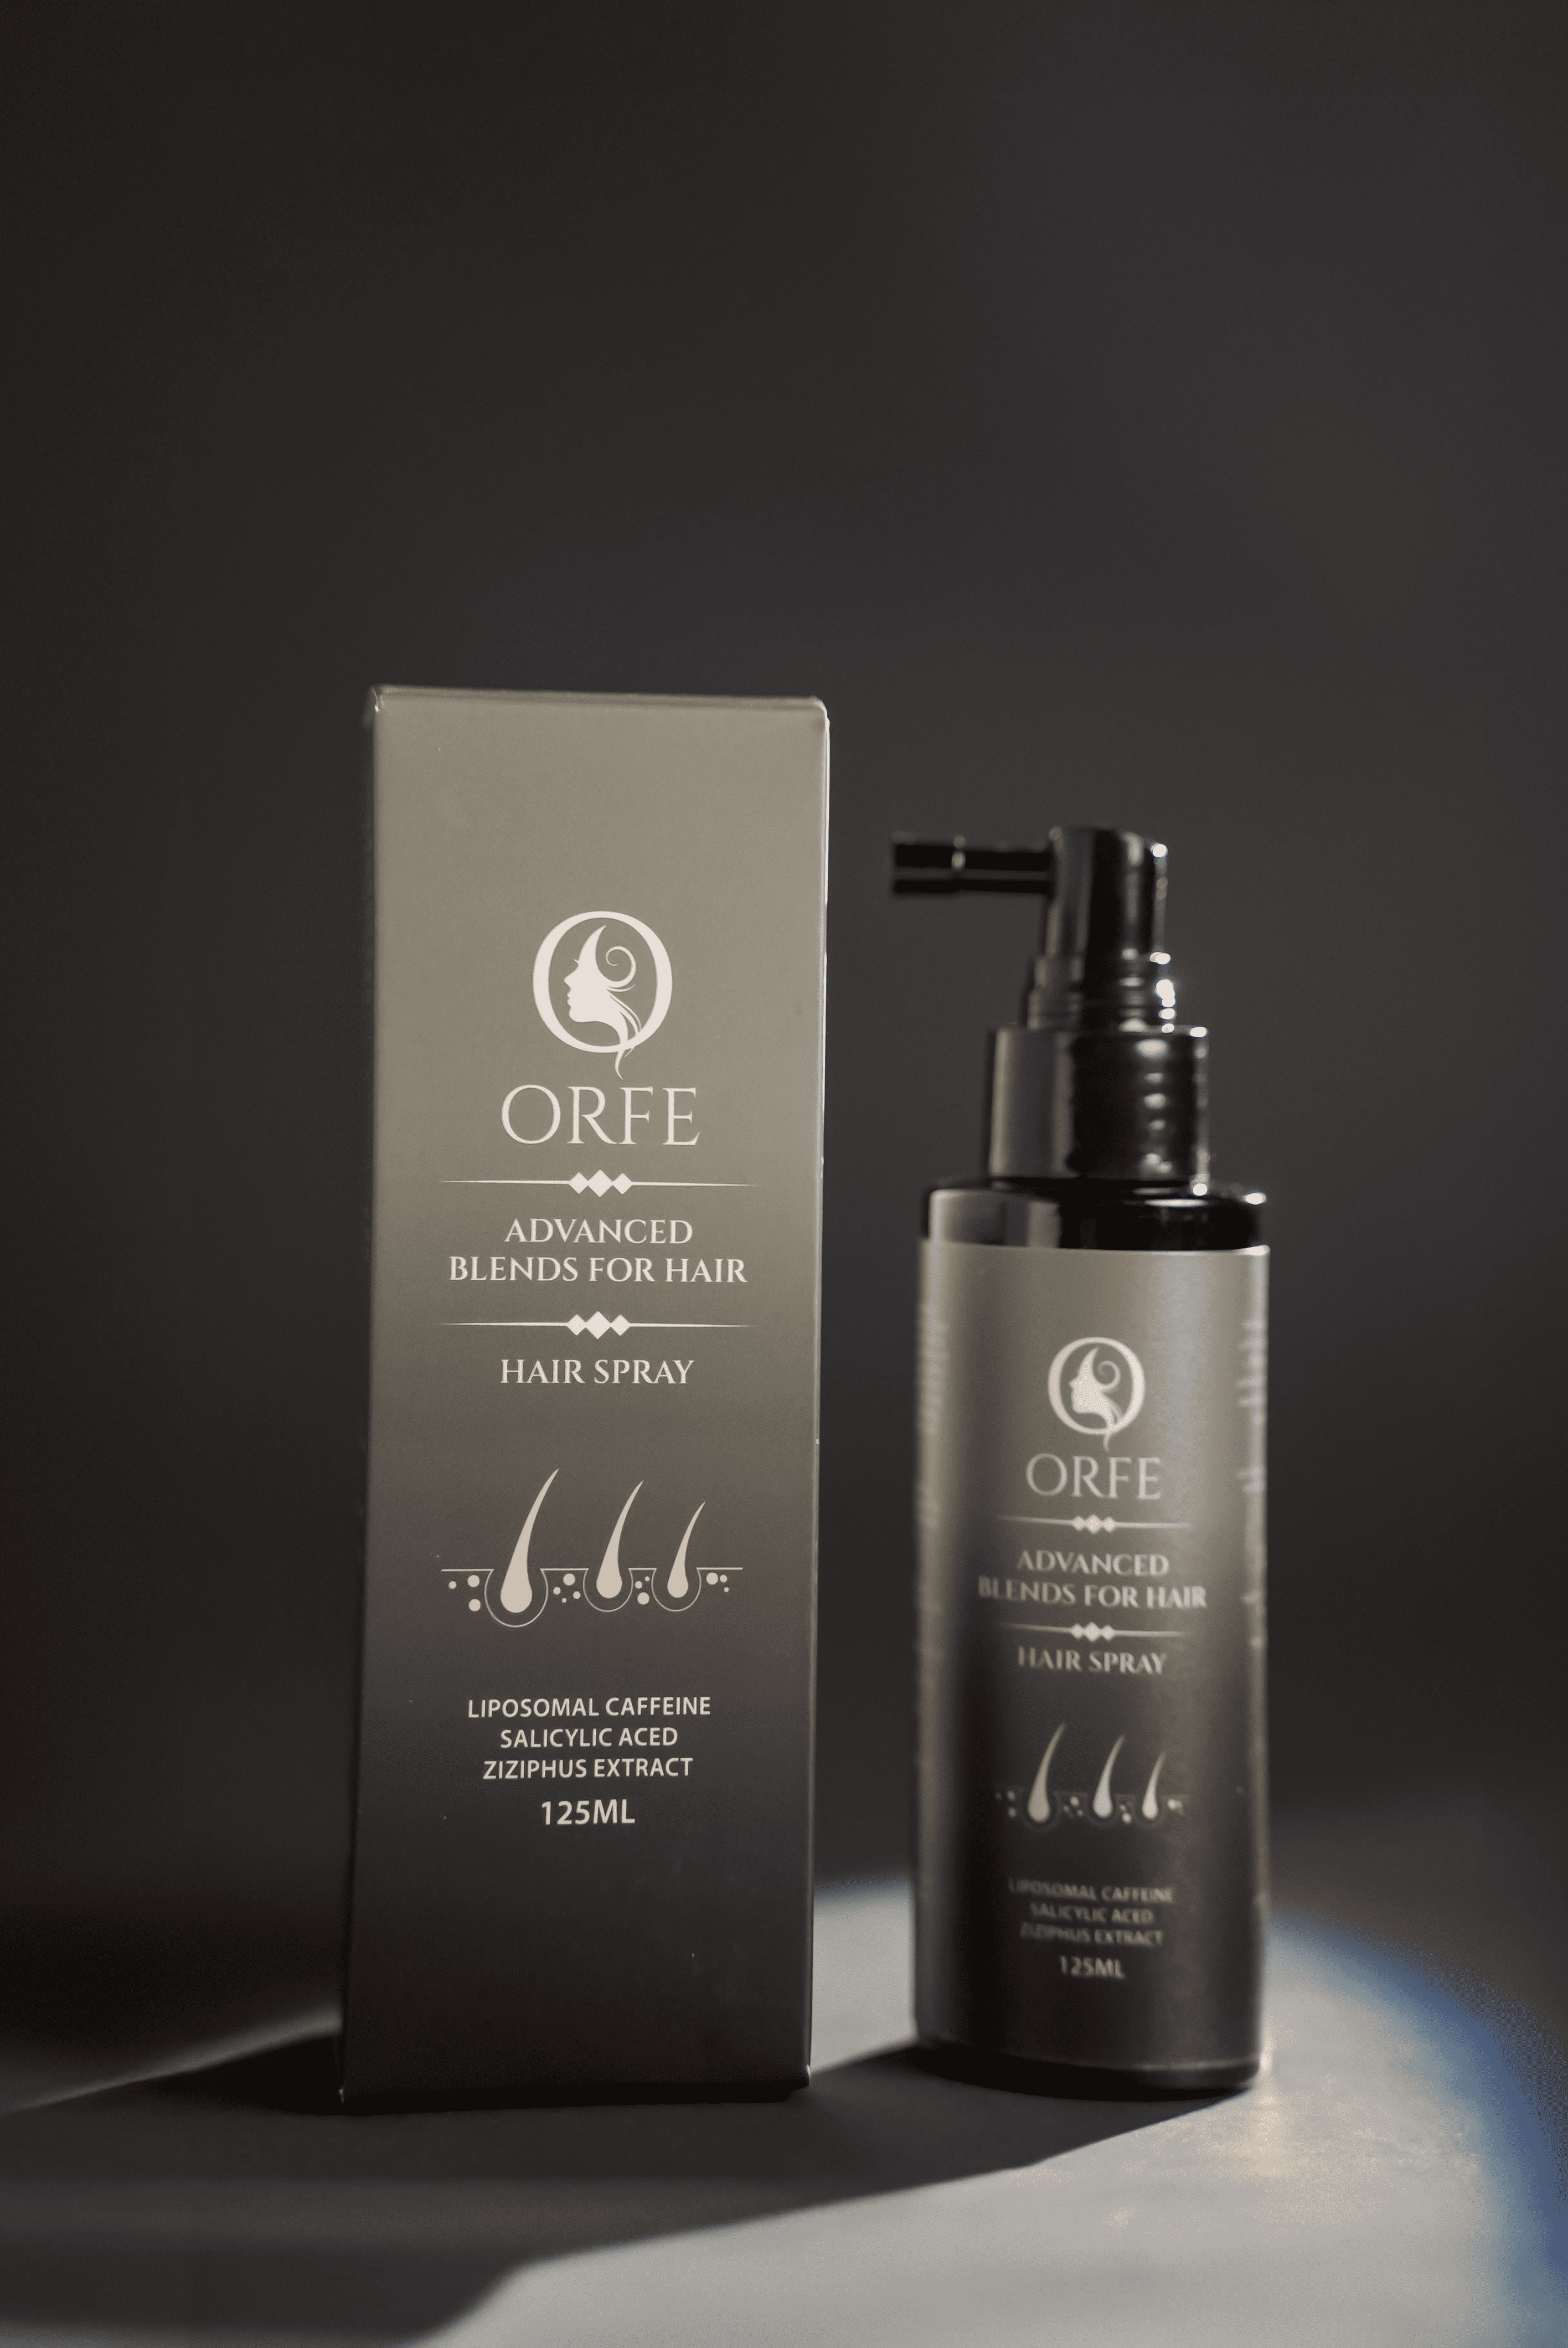 ORFE
ADVANCED
BLENDS FOR HAIR
HAIR SPRAY
LIPOSOMAL CAFFEINE
SALICYLIC ACED
ZIZIPHUS EXTRACT
125ML
ORFE
ADVANCED
BLENDS FOR HAIR
HAIR SPRAY
LIPOSOMAL CAFFEINE
SALICYLIC ACED
ZIZIPHUS EXTRACT
125ML